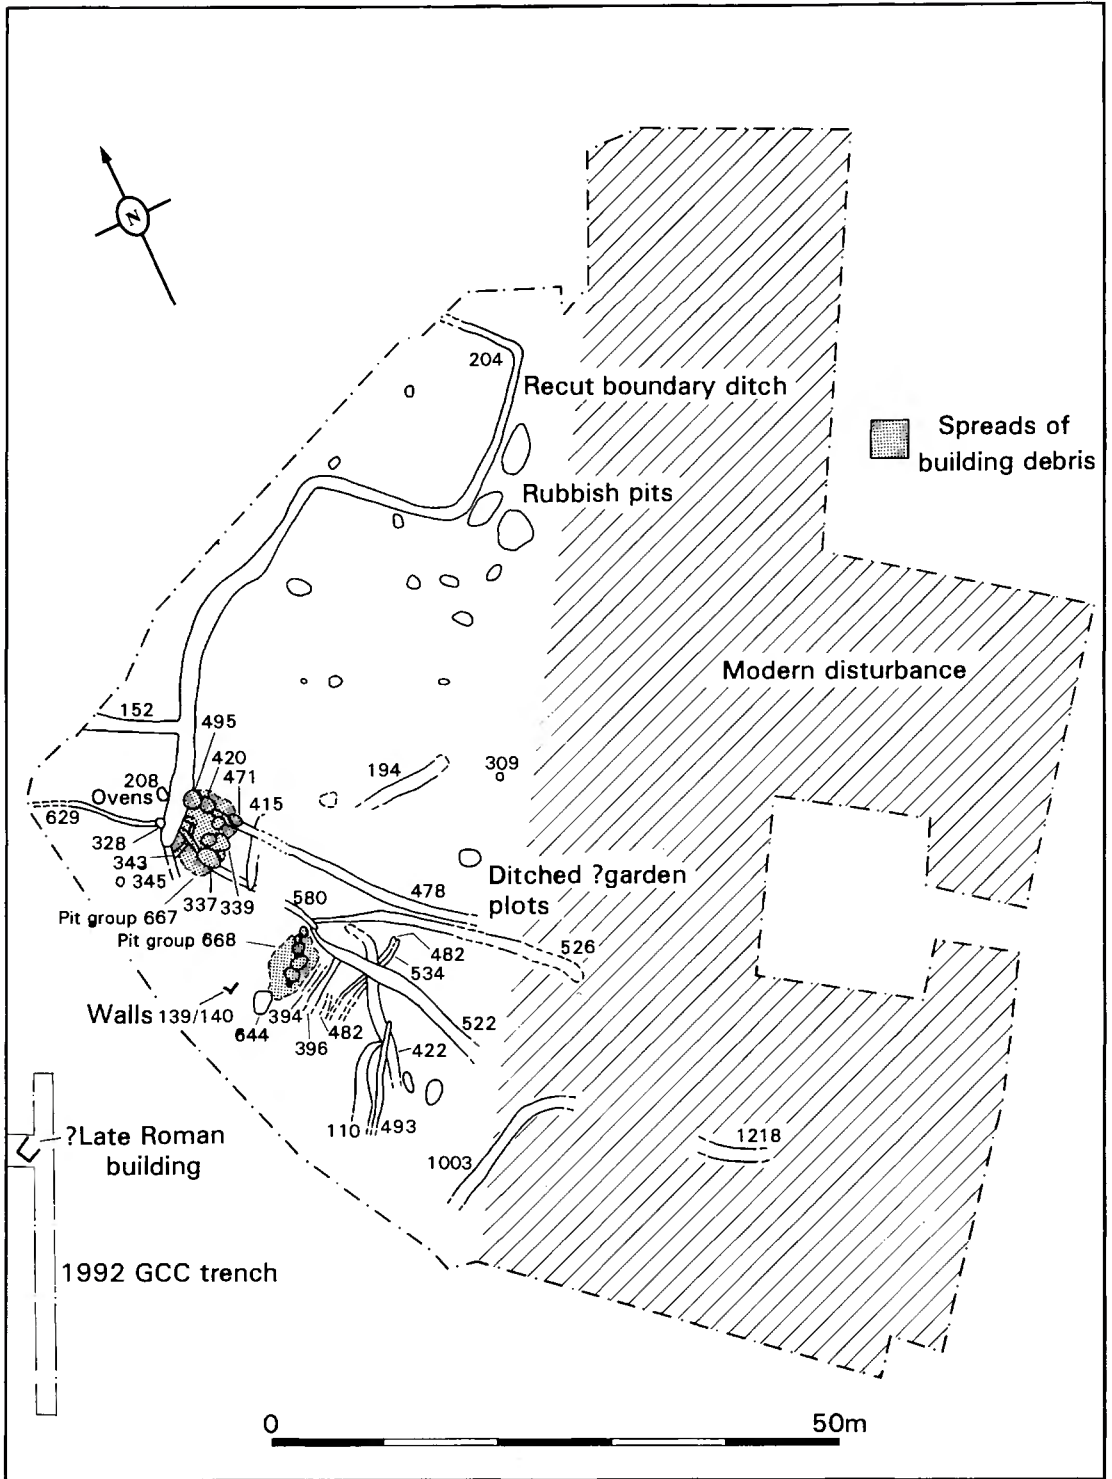 N
204
Recut boundary ditch
Spreads of
building debris
Rubbish pits
Modern disturbance
152
495
420
471
208
Ovens
415
194
309
629
328
343
345
337
339
478
Ditched ?garden
plots
Pit group 667
580
Pit group 668
482
526
534
Walls 139/140
644
394
482
396
522
422
110
493
?Late Roman
building
1003
1218
1992 GCC trench
0
50m